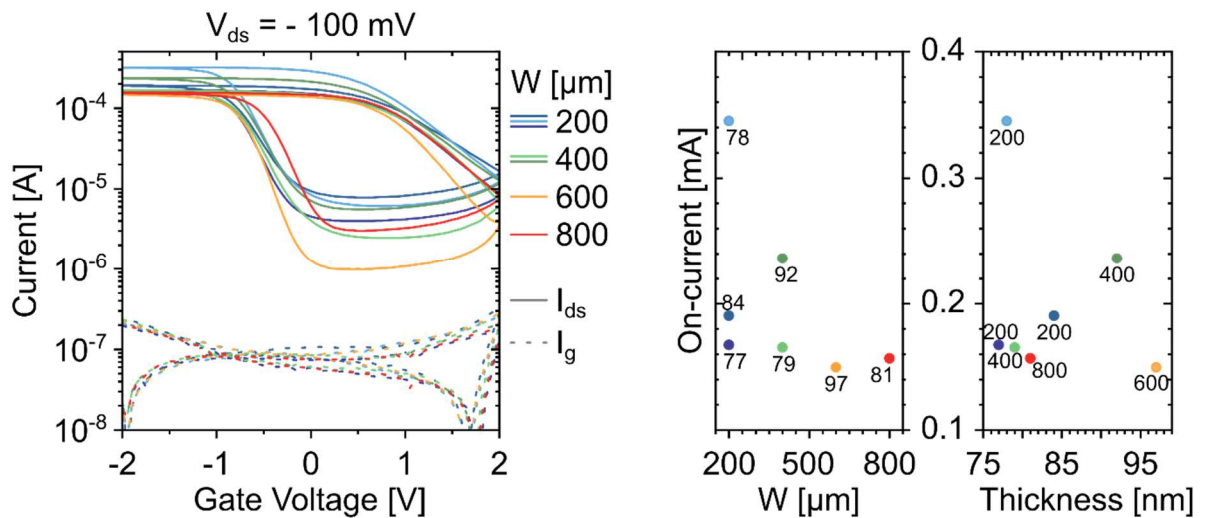 V_ds = - 100 mV
Current [A]
10^-4
10^-5
10^-6
10^-7
10^-8
-2 -1 0 1 2
Gate Voltage [V]
W [µm]
200
400
600
800
I_ds
I_g
On-current [mA]
78
92
84
77
79
97
81
200 500 800
W [µm]
0.4
0.3
0.2
0.1
200
400
200
200
400
800
600
75 85 95
Thickness [nm]